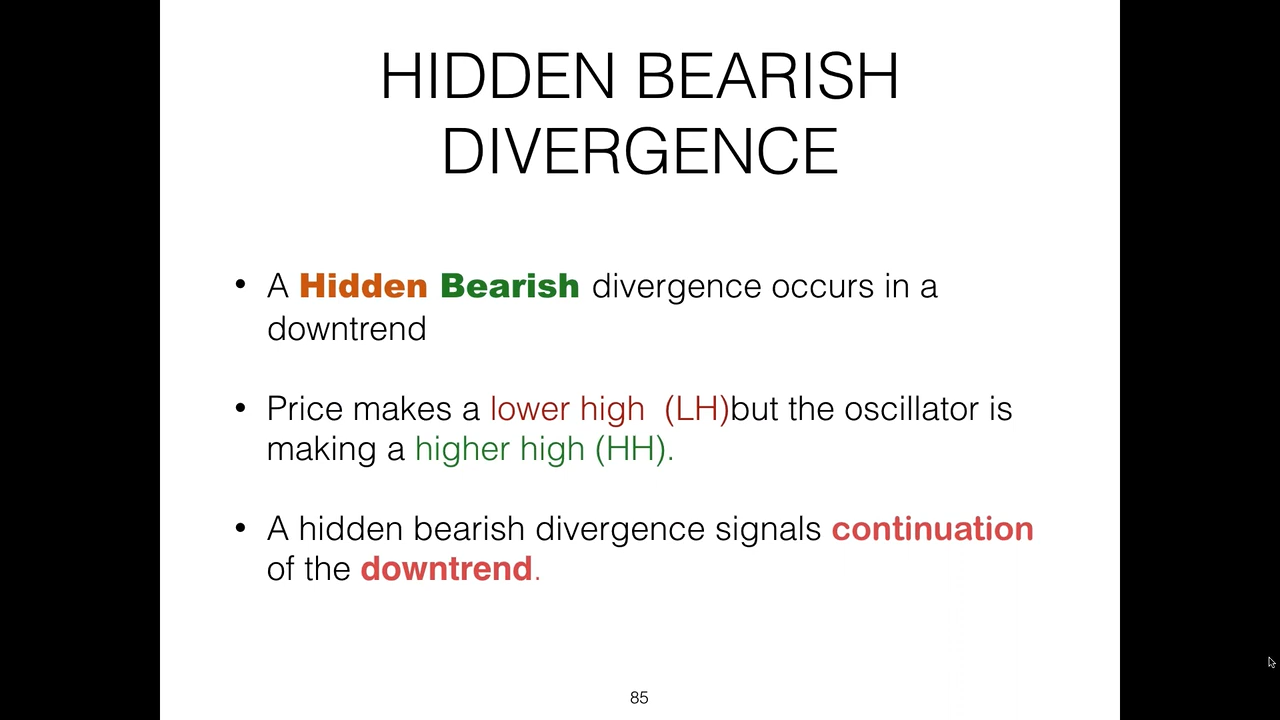 HIDDEN BEARISH
DIVERGENCE
• A Hidden Bearish divergence occurs in a
downtrend
• Price makes a lower high  (LH)but the oscillator is
making a higher high (HH).
• A hidden bearish divergence signals continuation
of the downtrend.
85